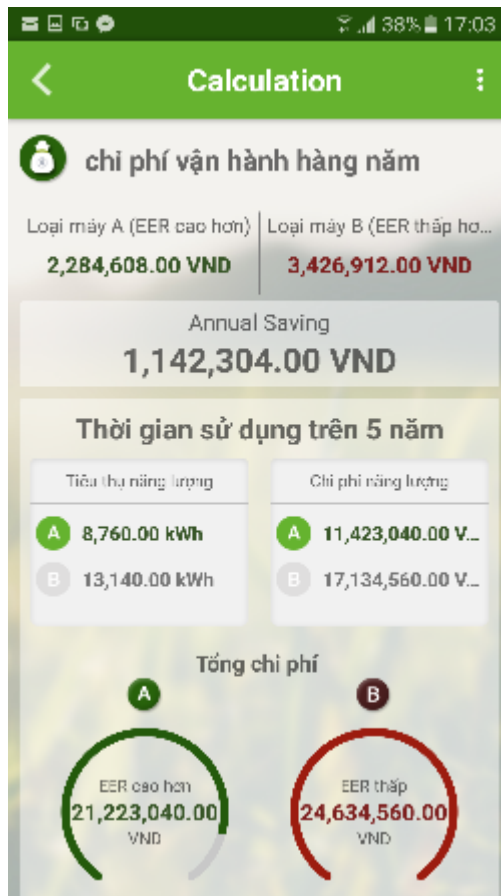 38% 17:03
Calculation
chi phí vận hành hàng năm
Loại máy A (EER cao hơn) Loại máy B (EER thấp hơ...
2,284,608.00 VND 3,426,912.00 VND
Annual Saving
1,142,304.00 VND
Thời gian sử dụng trên 5 năm
Tiêu thụ năng lượng Chi phí năng lượng
A 8,760.00 kWh A 11,423,040.00 V...
B 13,140.00 kWh B 17,134,560.00 V...
Tổng chi phí
A B
EER cao hơn EER thấp
21,223,040.00 24,634,560.00
VND VND